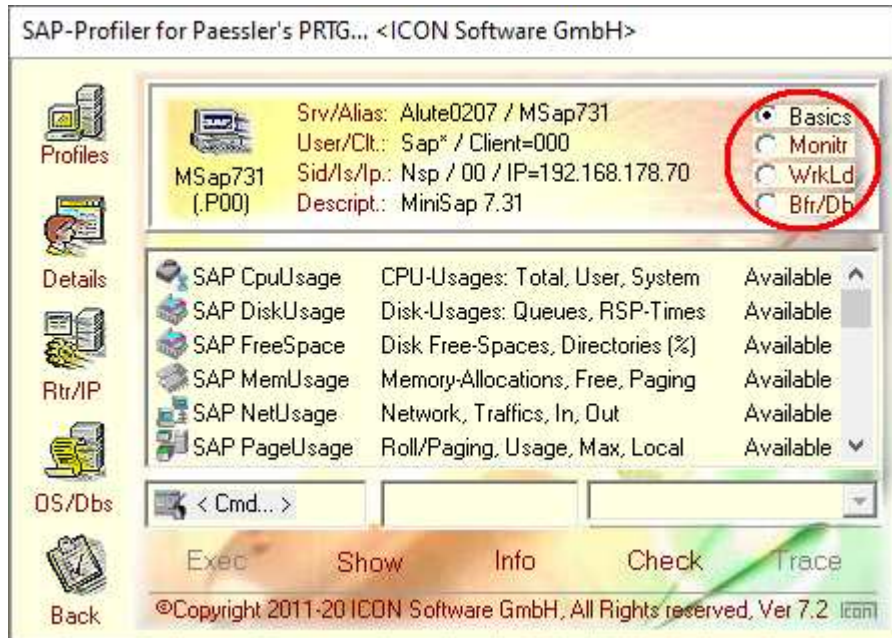 SAP-Profiler for Paessler's PRTG... <ICON Software GmbH>
Profiles
Details
Rtr/IP
OS/Dbs
Back
MSap731
(.P00)
Srv/Alias: Alute0207 / MSap731
User/Clt.: Sap* / Client=000
Sid/Is/Ip.: Nsp / 00 / IP=192.168.178.70
Descript.: MiniSap 7.31
Basics
Monitr
WrkLd
Bfr/Db
SAP CpuUsage CPU-Usages: Total, User, System Available
SAP DiskUsage Disk-Usages: Queues, RSP-Times Available
SAP FreeSpace Disk Free-Spaces, Directories (%) Available
SAP MemUsage Memory-Allocations, Free, Paging Available
SAP NetUsage Network, Traffics, In, Out Available
SAP PageUsage Roll/Paging, Usage, Max, Local Available
< Cmd... >
Exec Show Info Check Trace
©Copyright 2011-20 ICON Software GmbH, All Rights reserved, Ver 7.2 icon